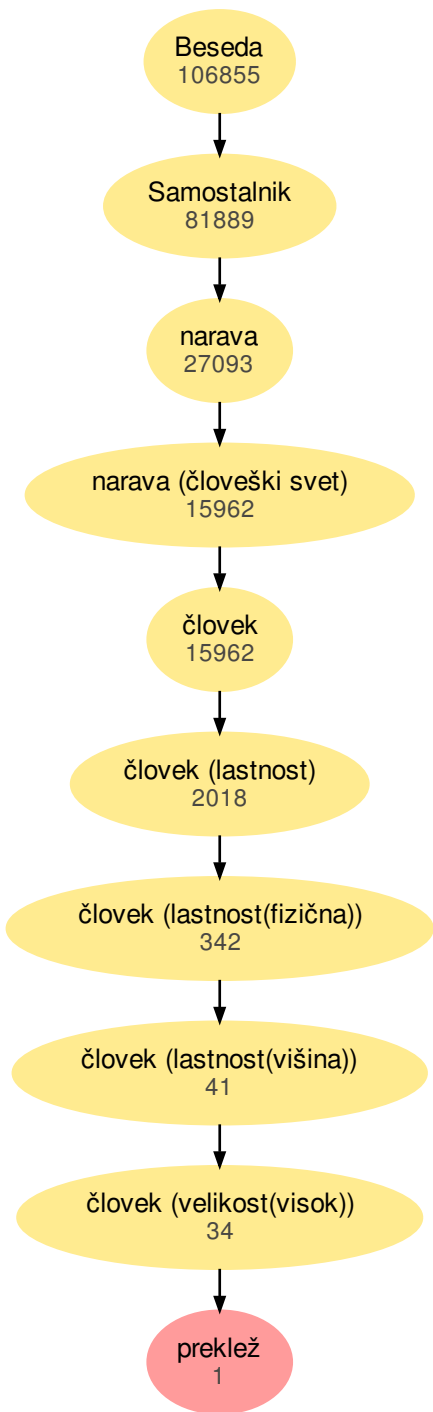 Beseda
106855
Samostalnik
81889
narava
27093
narava (človeški svet)
15962
človek
15962
človek (lastnost)
2018
človek (lastnost(fizična))
342
človek (lastnost(višina))
41
človek (velikost(visok))
34
preklež
1